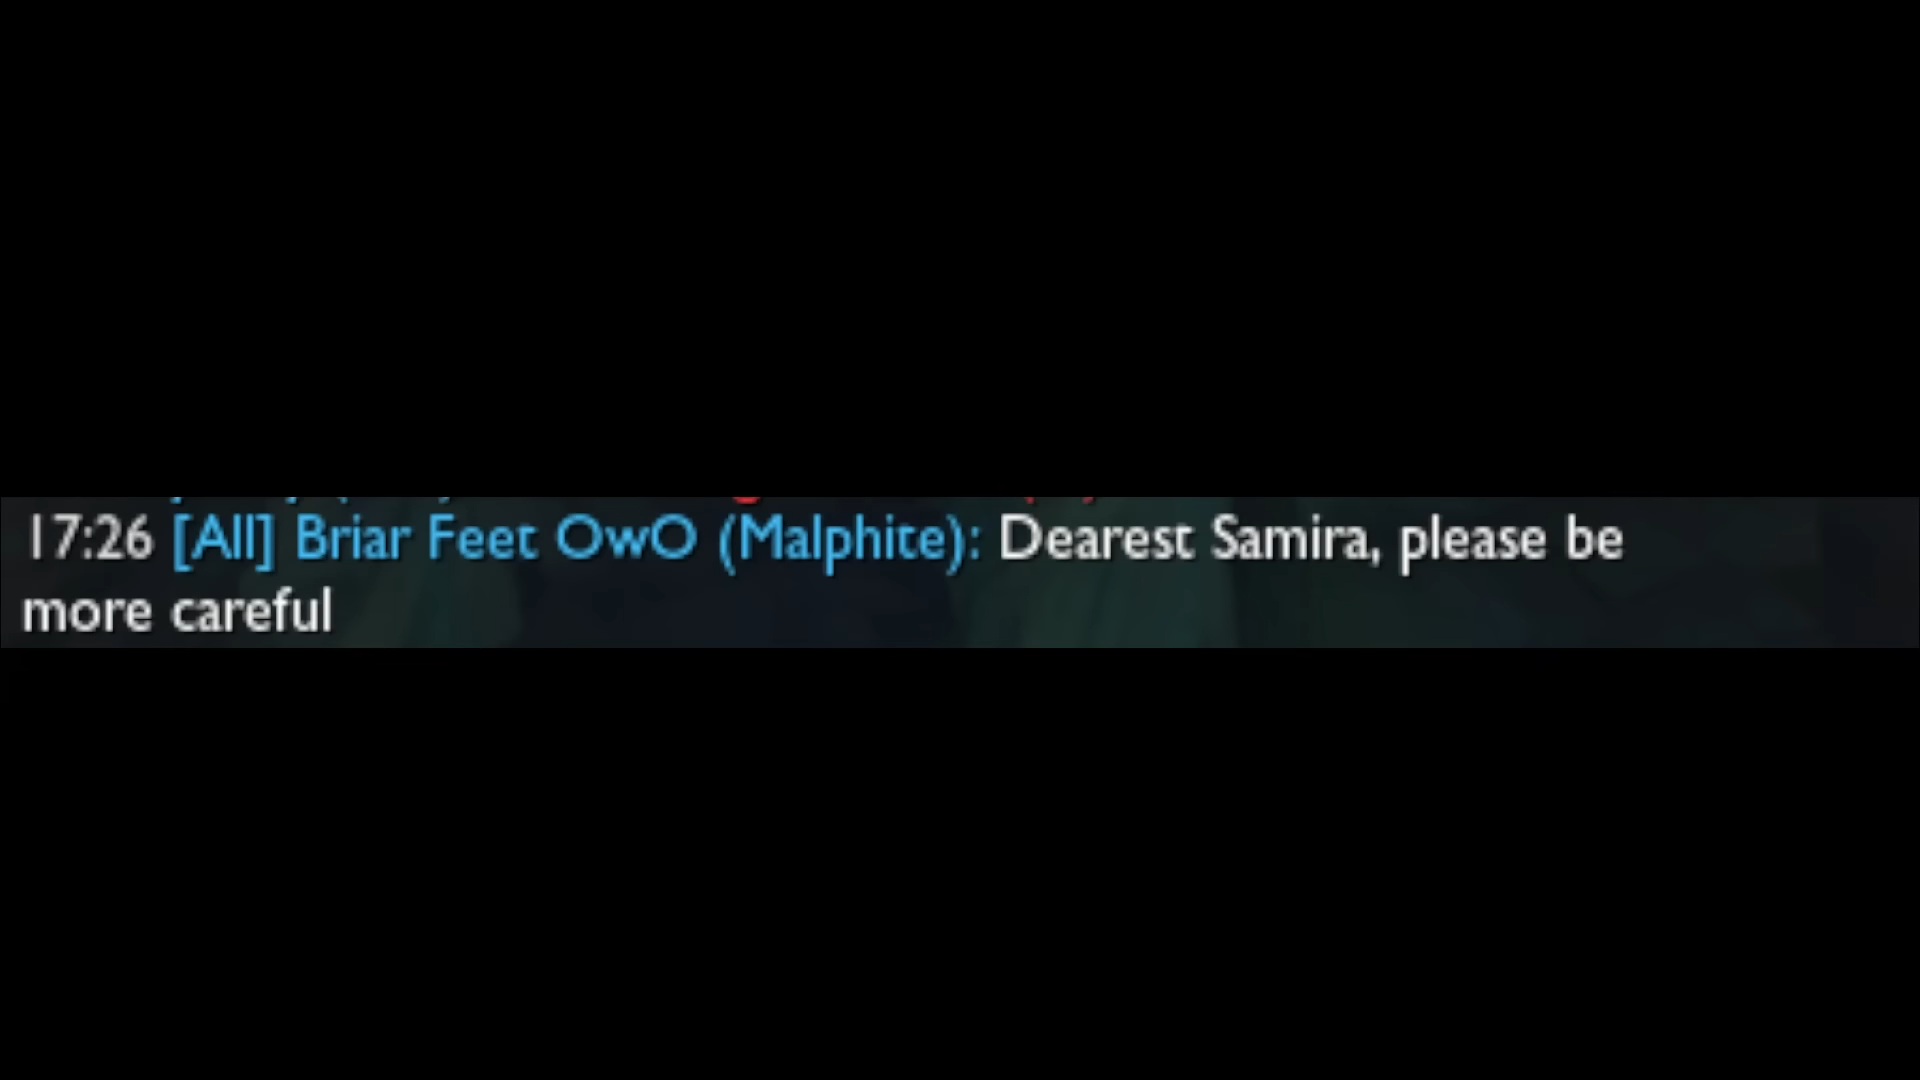 17:26 [All] Briar Feet OwO (Malphite): Dearest Samira, please be
more careful